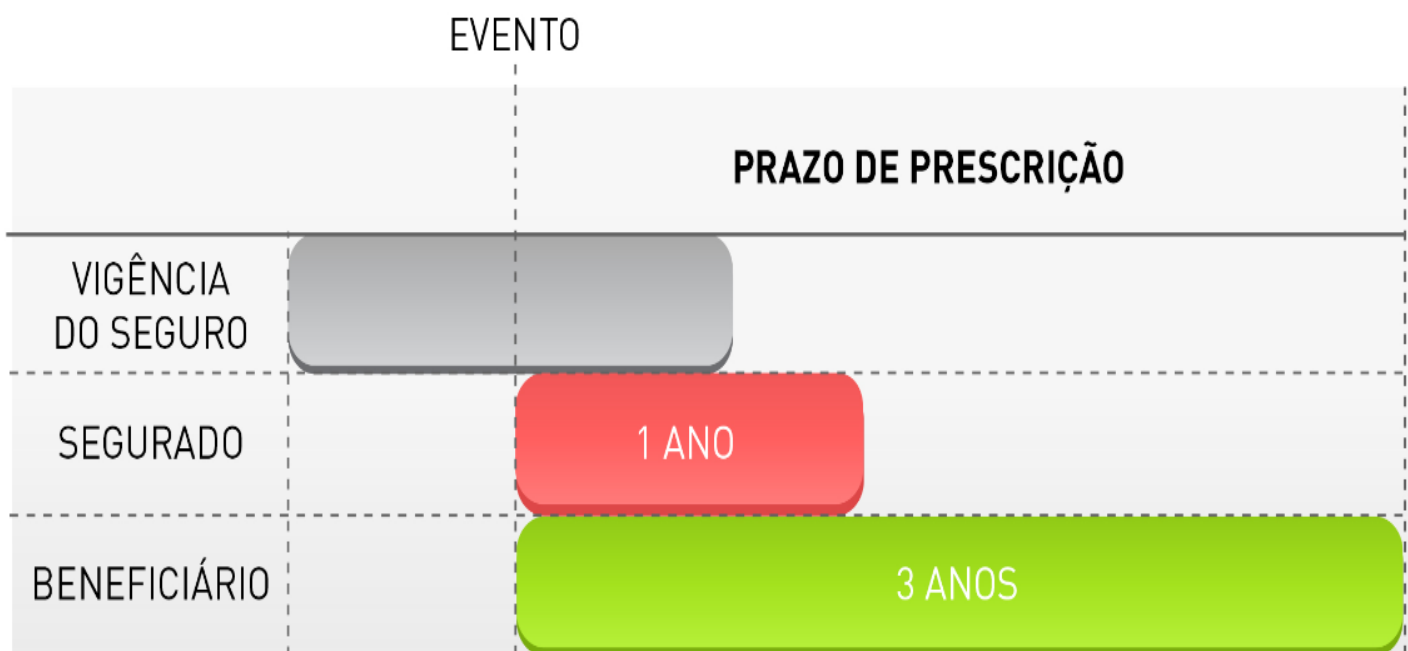 EVENTO
PRAZO DE PRESCRIÇÃO
VIGÊNCIA
DO SEGURO
SEGURADO
1 ANO
BENEFICIÁRIO
3 ANOS